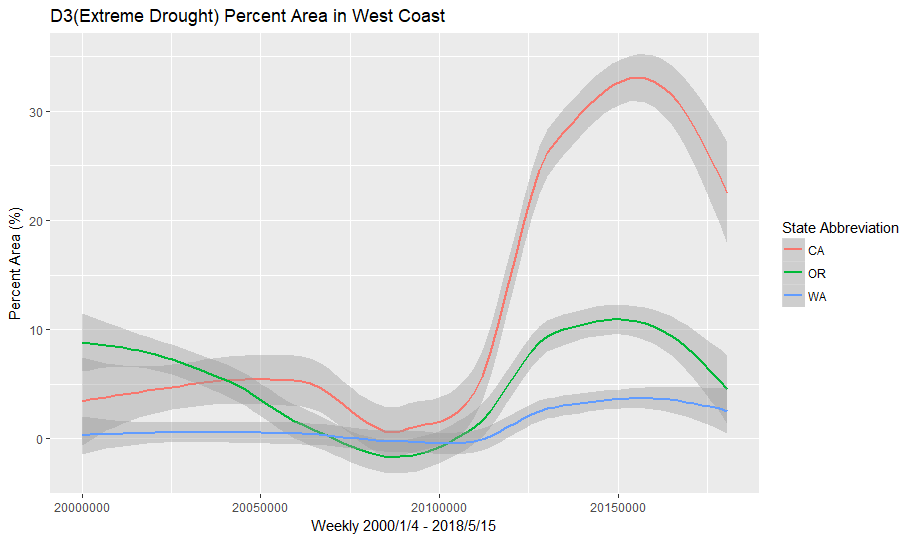 D3(Extreme Drought) Percent Area in West Coast
Percent Area (%)
30
20
10
0
20000000 20050000 20100000 20150000
Weekly 2000/1/4 - 2018/5/15
State Abbreviation
CA
OR
WA